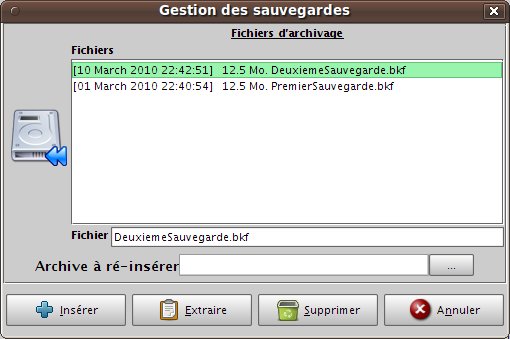 Gestion des sauvegardes
Fichiers d'archivage
Fichiers
[10 March 2010 22:42:51] 12.5 Mo. DeuxiemeSauvegarde.bkf
[01 March 2010 22:40:54] 12.5 Mo. PremierSauvegarde.bkf
Fichier DeuxiemeSauvegarde.bkf
Archive à ré-insérer ...
Insérer Extraire Supprimer Annuler